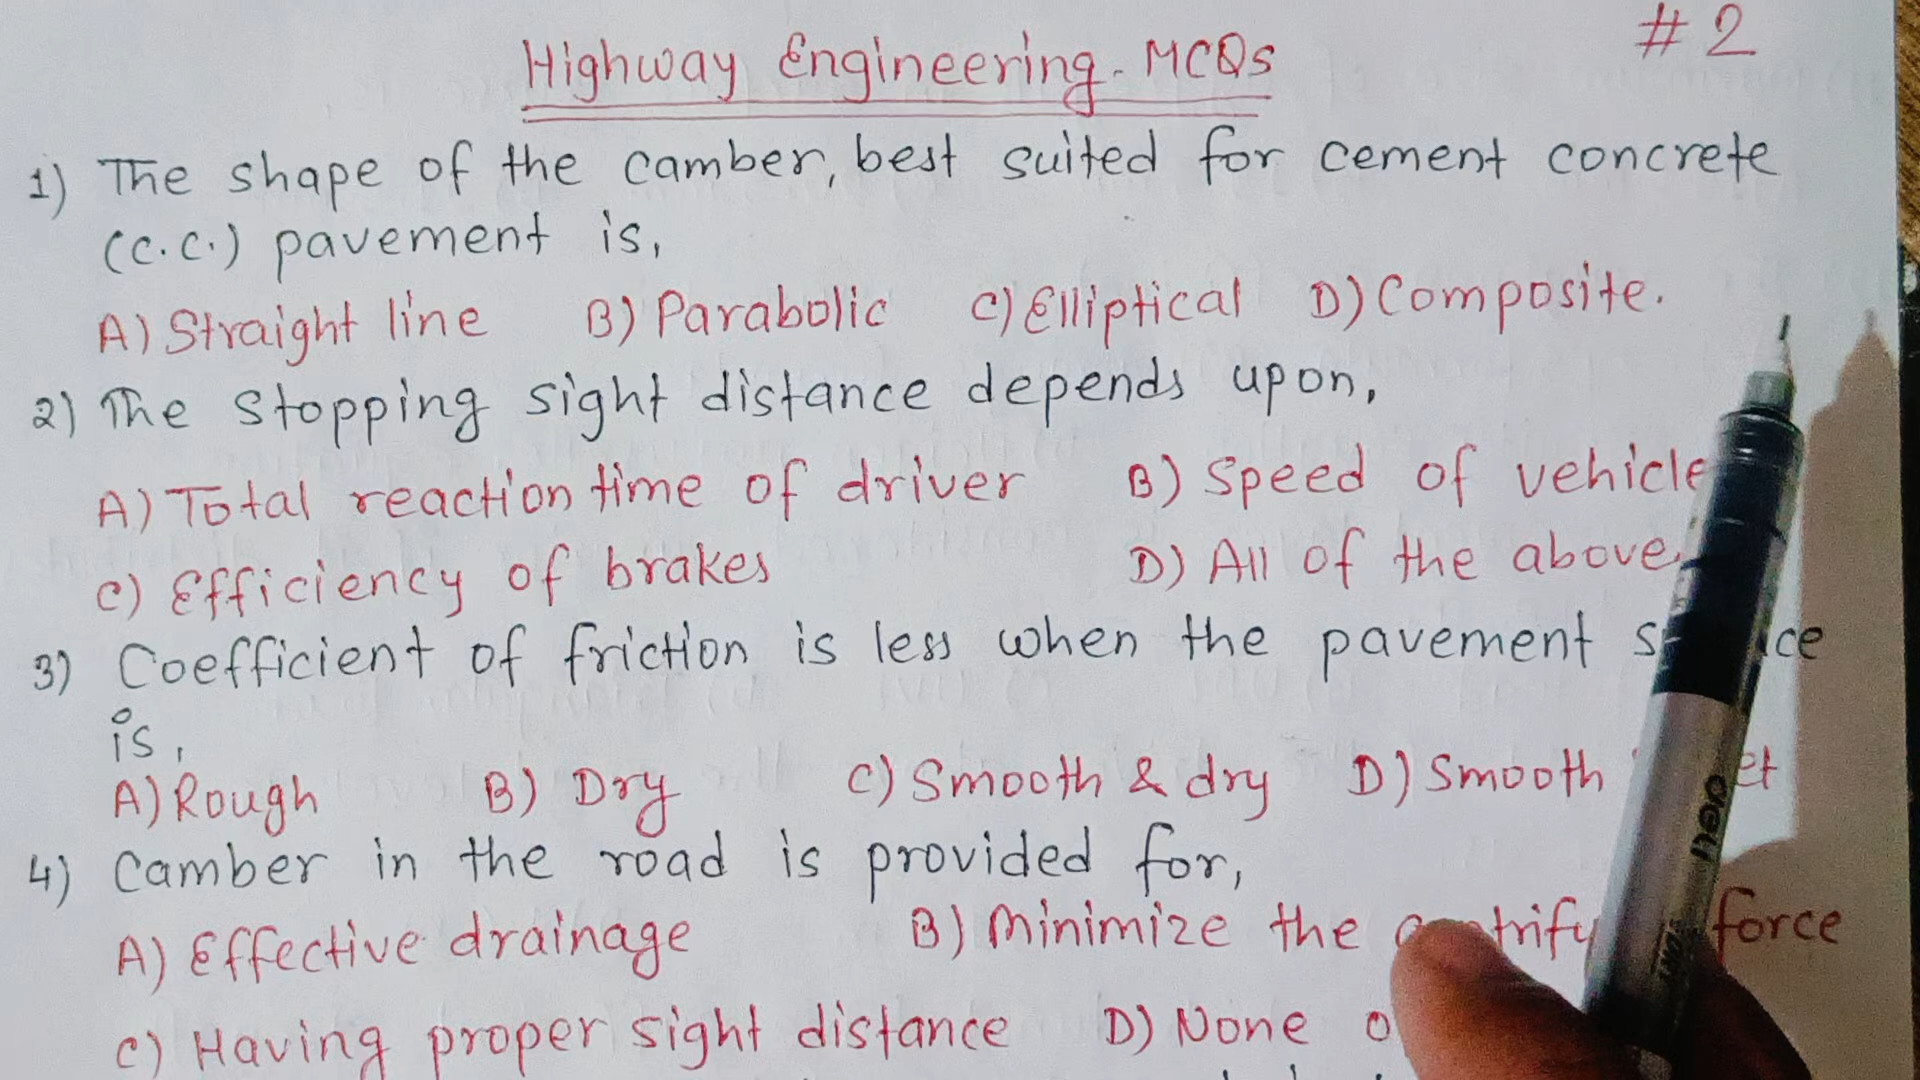 # 2
Highway Engineering - MCQs
1) The shape of the camber, best suited for cement concrete
(c.c.) pavement is,
A) Straight line B) Parabolic C) Elliptical D) Composite.
2) The stopping sight distance depends upon,
A) Total reaction time of driver B) Speed of vehicle
C) Efficiency of brakes D) All of the above
3) Coefficient of friction is less when the pavement
is,
A) Rough B) Dry C) Smooth & dry D) Smooth
4) Camber in the road is provided for,
A) Effective drainage B) Minimize the force
C) Having proper sight distance D) None